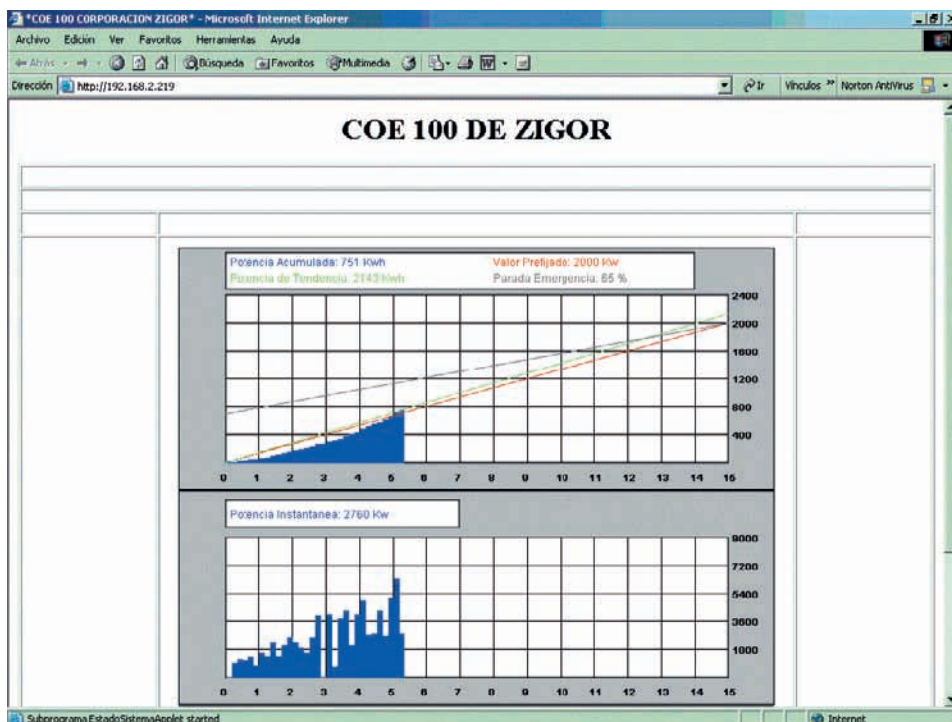 *COE 100 CORPORACION ZIGOR* - Microsoft Internet Explorer
Archivo Edición Ver Favoritos Herramientas Ayuda
Atrás Búsqueda Favoritos Multimedia
Dirección http://192.168.2.219 Ir Vínculos » Norton AntiVirus
COE 100 DE ZIGOR
Potencia Acumulada: 751 Kwh Valor Prefijado: 2000 Kw
Potencia de Tendencia: 2143 Kwh Parada Emergencia: 65 %
2400
2000
1600
1200
800
400
0 1 2 3 4 5 6 7 8 9 10 11 12 13 14 15
Potencia Instantanea: 2760 Kw
9000
7200
5400
3600
1000
0 1 2 3 4 5 6 7 8 9 10 11 12 13 14 15
Subprograma EstadoSistemaApplet started Internet